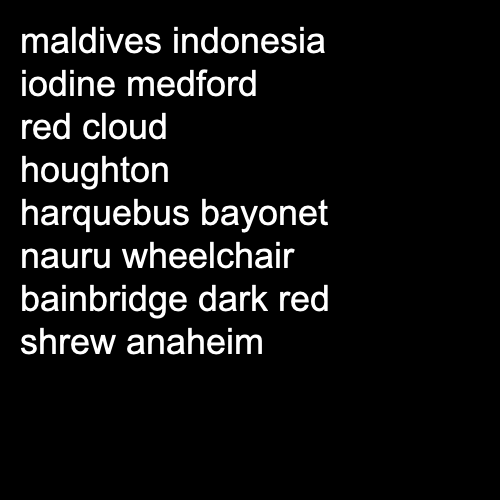 maldives indonesia
iodine medford
red cloud
houghton
harquebus bayonet
nauru wheelchair
bainbridge dark red
shrew anaheim